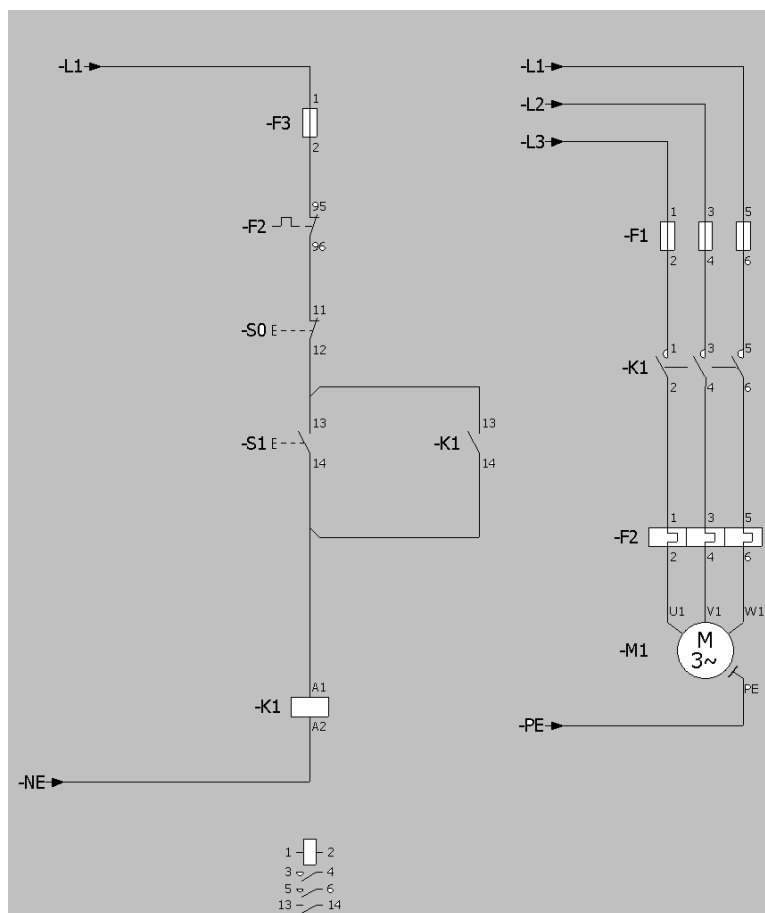 -L1
1
-F3
2
95
-F2
96
11
-S0
12
13
-S1
14
13
-K1
14
A1
-K1
A2
-NE
-L1
-L2
-L3
1 3 5
-F1
2 4 6
1 3 5
-K1
2 4 6
1 3 5
-F2
2 4 6
U1 V1 W1
-M1
M
3~
PE
-PE
1 2
3 4
5 6
13 14